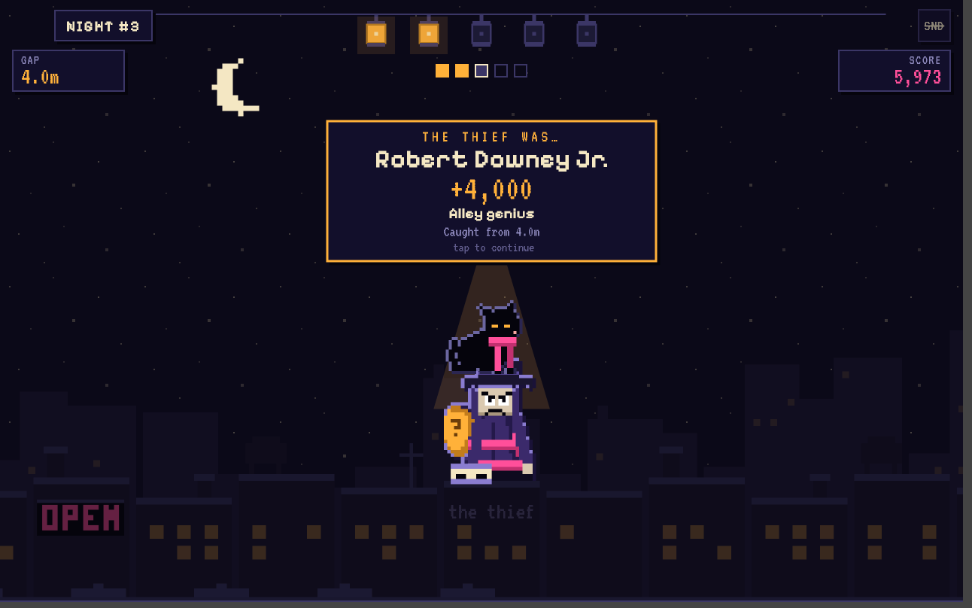 NIGHT #3
SND
GAP
4.0m
SCORE
5,973
THE THIEF WAS…
Robert Downey Jr.
+4,000
Alley genius
Caught from 4.0m
tap to continue
?
OPEN
the thief